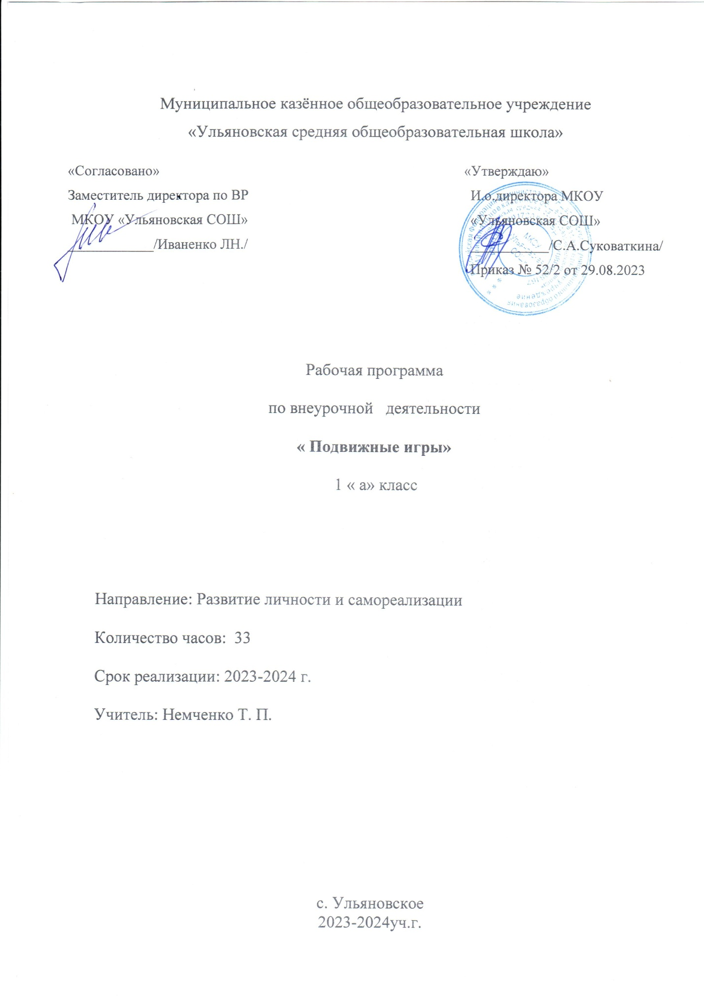 Муниципальное казённое общеобразовательное учреждение
«Ульяновская средняя общеобразовательная школа»
«Согласовано»
Заместитель директора по ВР
МКОУ «Ульяновская СОШ»
____________/Иваненко ЛН./
«Утверждаю»
И.о.директора МКОУ
«Ульяновская СОШ»
___________/С.А.Суковаткина/
Приказ № 52/2 от 29.08.2023
Рабочая программа
по внеурочной   деятельности
« Подвижные игры»
1 « а» класс
Направление: Развитие личности и самореализации
Количество часов:  33
Срок реализации: 2023-2024 г.
Учитель: Немченко Т. П.
с. Ульяновское
2023-2024уч.г.